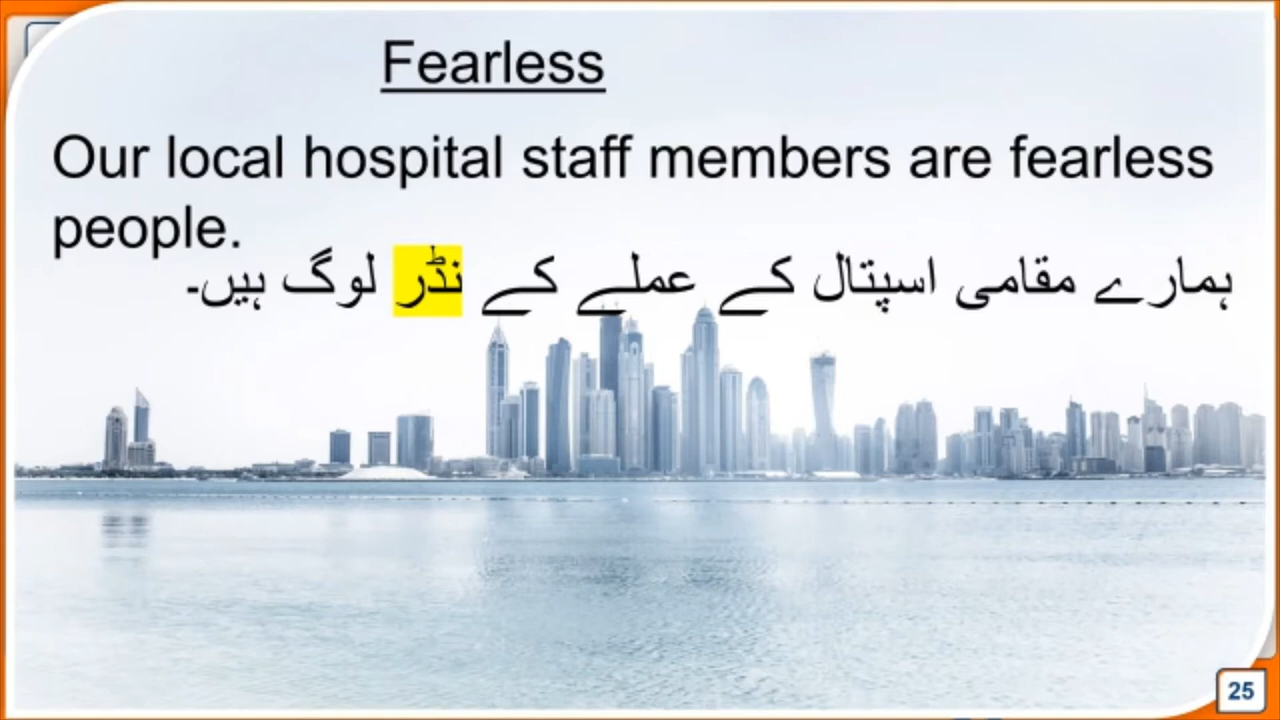 Fearless
Our local hospital staff members are fearless
people.
ہمارے مقامی اسپتال کے عملے کے نڈر لوگ ہیں۔
25